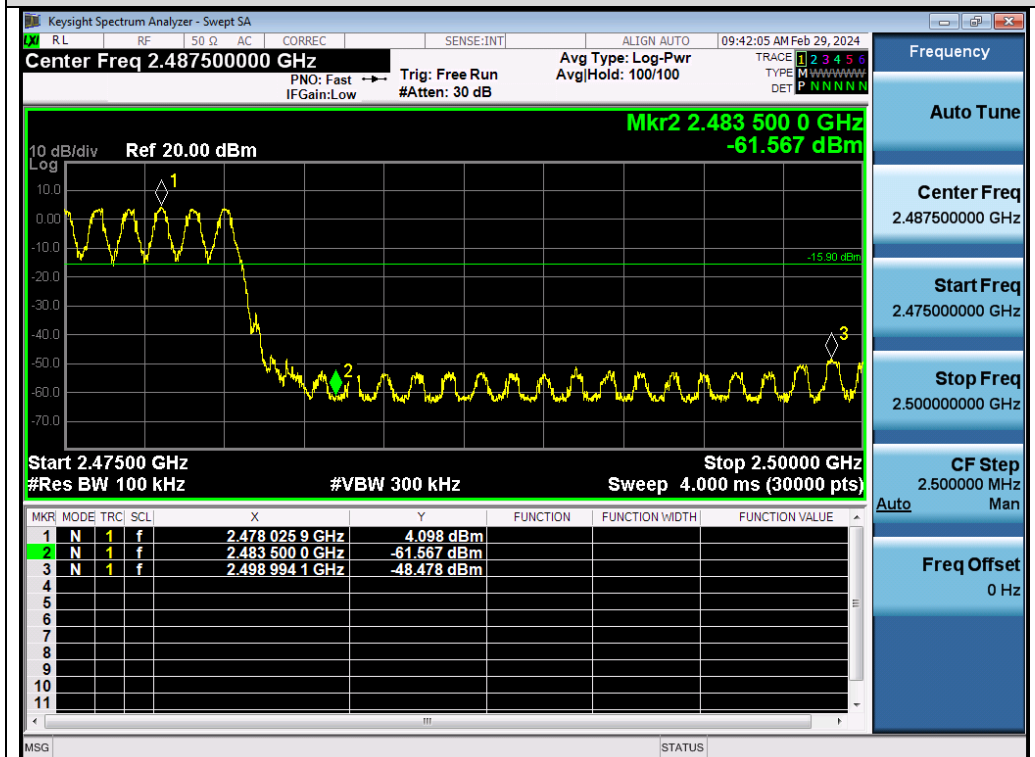 Keysight Spectrum Analyzer - Swept SA
LXI RL RF 50 Ω AC CORREC SENSE:INT ALIGN AUTO 09:42:05 AM Feb 29, 2024
Center Freq 2.487500000 GHz
PNO: Fast
IFGain:Low
Trig: Free Run
#Atten: 30 dB
Avg Type: Log-Pwr
Avg|Hold: 100/100
TRACE 1 2 3 4 5 6
TYPE M WWWWW
DET P N N N N N
Mkr2 2.483 500 0 GHz
-61.567 dBm
10 dB/div Ref 20.00 dBm
Log
10.0
0.00
-10.0
-20.0
-30.0
-40.0
-50.0
-60.0
-70.0
1
-15.90 dBm
2
3
Start 2.47500 GHz Stop 2.50000 GHz
#Res BW 100 kHz #VBW 300 kHz Sweep 4.000 ms (30000 pts)
MKR MODE TRC SCL X Y FUNCTION FUNCTION WIDTH FUNCTION VALUE
1 N 1 f 2.478 025 9 GHz 4.098 dBm
2 N 1 f 2.483 500 0 GHz -61.567 dBm
3 N 1 f 2.498 994 1 GHz -48.478 dBm
4
5
6
7
8
9
10
11
MSG STATUS
Frequency
Auto Tune
Center Freq
2.487500000 GHz
Start Freq
2.475000000 GHz
Stop Freq
2.500000000 GHz
CF Step
2.500000 MHz
Auto Man
Freq Offset
0 Hz